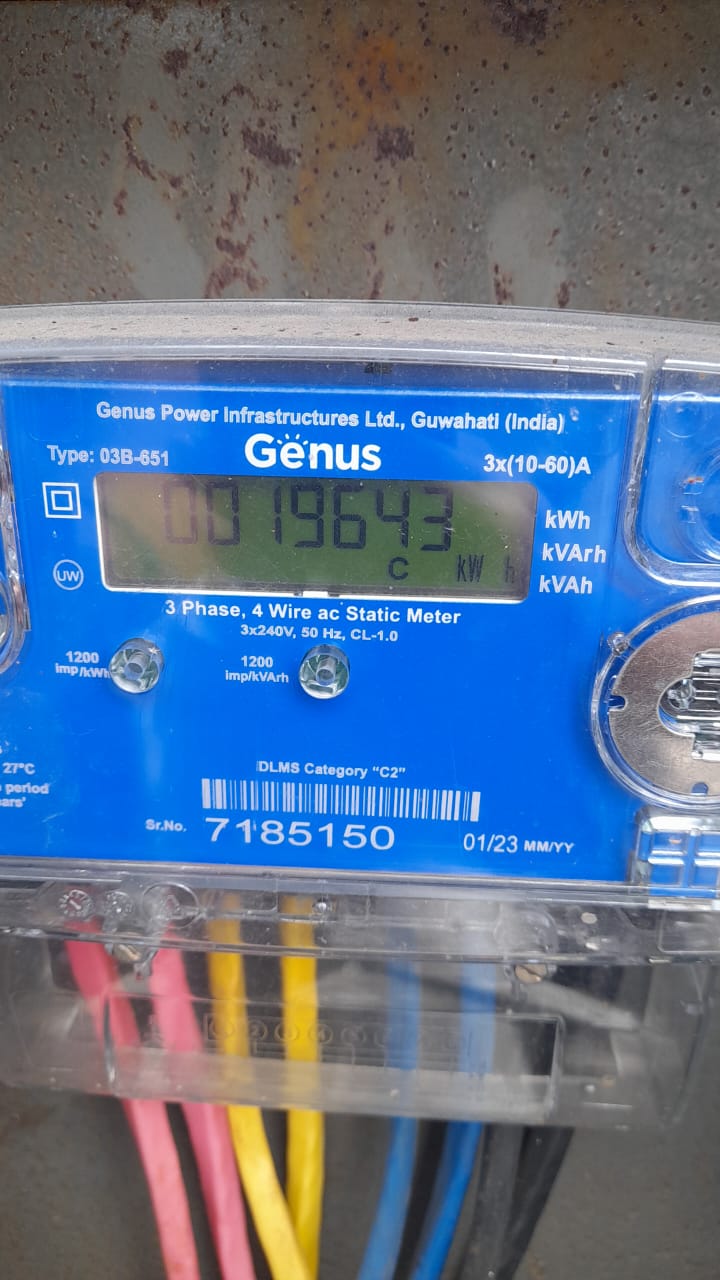 Genus Power Infrastructures Ltd., Guwahati (India)
Type: 03B-651
Genus
3x(10-60)A
0019643
C kW h
kWh
kVArh
kVAh
UW
3 Phase, 4 Wire ac Static Meter
3x240V, 50 Hz, CL-1.0
1200
imp/kWh
1200
imp/kVArh
27°C
period
DLMS Category "C2"
Sr.No. 7185150
01/23 MM/YY